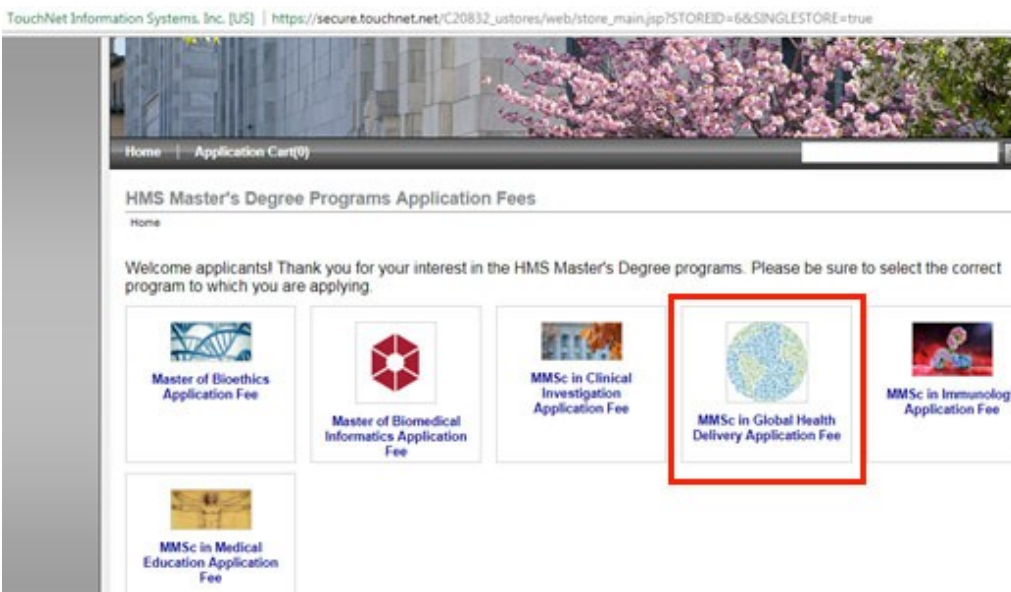 TouchNet Information Systems, Inc. [US] | https://secure.touchnet.net/C20832_ustores/web/store_main.jsp?STOREID=6&SINGLESTORE=true
Home | Application Cart(0)
HMS Master's Degree Programs Application Fees
Home
Welcome applicants! Thank you for your interest in the HMS Master's Degree programs. Please be sure to select the correct
program to which you are applying.
Master of Bioethics
Application Fee
Master of Biomedical
Informatics Application
Fee
MMSc in Clinical
Investigation
Application Fee
MMSc in Global Health
Delivery Application Fee
MMSc in Immunolog
Application Fee
MMSc in Medical
Education Application
Fee